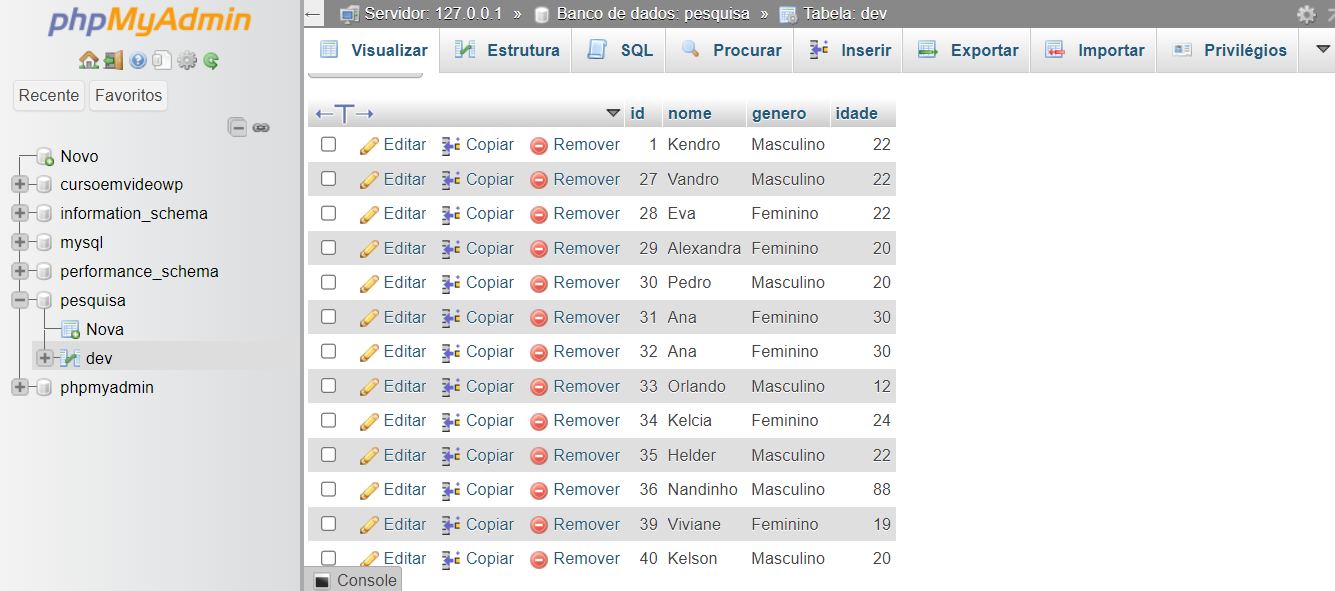 phpMyAdmin
Recente Favoritos
Novo
cursoemvideowp
information_schema
mysql
performance_schema
pesquisa
Nova
dev
phpmyadmin
Servidor: 127.0.0.1 » Banco de dados: pesquisa » Tabela: dev
Visualizar Estrutura SQL Procurar Inserir Exportar Importar Privilégios
id nome genero idade
Editar Copiar Remover 1 Kendro Masculino 22
Editar Copiar Remover 27 Vandro Masculino 22
Editar Copiar Remover 28 Eva Feminino 22
Editar Copiar Remover 29 Alexandra Feminino 20
Editar Copiar Remover 30 Pedro Masculino 20
Editar Copiar Remover 31 Ana Feminino 30
Editar Copiar Remover 32 Ana Feminino 30
Editar Copiar Remover 33 Orlando Masculino 12
Editar Copiar Remover 34 Kelcia Feminino 24
Editar Copiar Remover 35 Helder Masculino 22
Editar Copiar Remover 36 Nandinho Masculino 88
Editar Copiar Remover 39 Viviane Feminino 19
Editar Copiar Remover 40 Kelson Masculino 20
Console